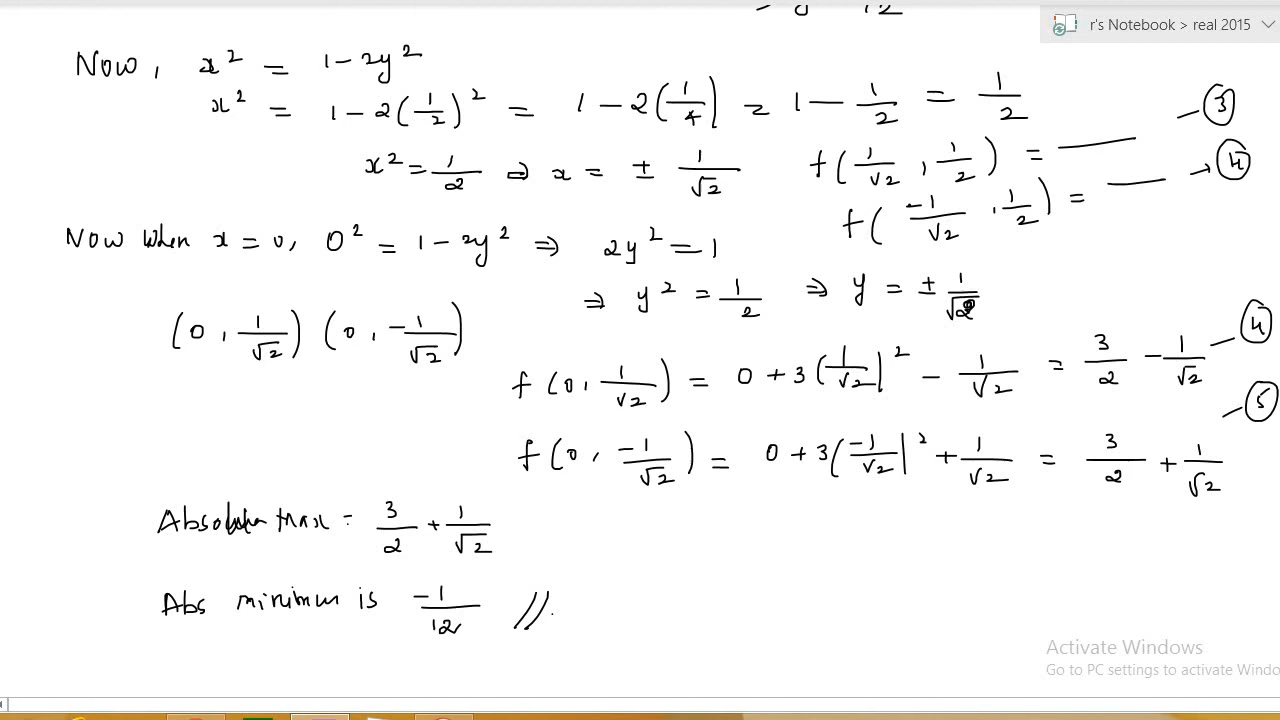 r's Notebook > real 2015
Now, x² = 1 - 2y²
x² = 1 - 2(1/2)² = 1 - 2(1/4) = 1 - 1/2 = 1/2
x² = 1/2 ⇒ x = ± 1/√2
f(1/√2, 1/2) = —— ③
f(-1/√2, 1/2) = —— → ④
Now when x = 0, 0² = 1 - 2y² ⇒ 2y² = 1
⇒ y² = 1/2 ⇒ y = ± 1/√2
(0, 1/√2) (0, -1/√2)
f(0, 1/√2) = 0 + 3(1/√2)² - 1/√2 = 3/2 - 1/√2 — ④
f(0, -1/√2) = 0 + 3(-1/√2)² + 1/√2 = 3/2 + 1/√2 — ⑤
Absolute max = 3/2 + 1/√2
Abs minimum is -1/12 //.
Activate Windows
Go to PC settings to activate Windo